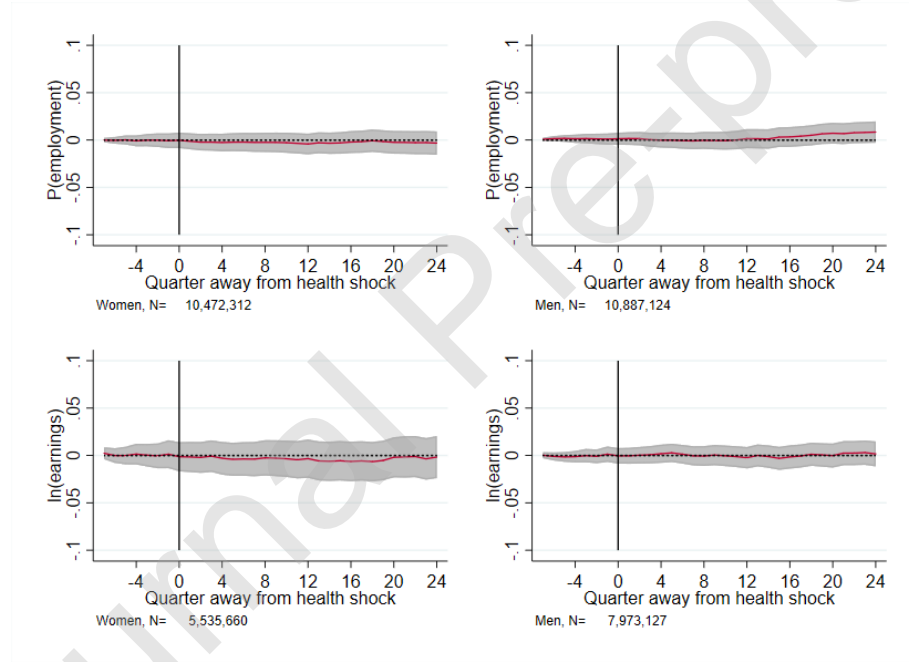 P(employment)
.1
.05
0
-.05
-.1
-4 0 4 8 12 16 20 24
Quarter away from health shock
Women, N= 10,472,312
P(employment)
.1
.05
0
-.05
-.1
-4 0 4 8 12 16 20 24
Quarter away from health shock
Men, N= 10,887,124
ln(earnings)
.1
.05
0
-.05
-.1
-4 0 4 8 12 16 20 24
Quarter away from health shock
Women, N= 5,535,660
ln(earnings)
.1
.05
0
-.05
-.1
-4 0 4 8 12 16 20 24
Quarter away from health shock
Men, N= 7,973,127
urnal Pre-pro